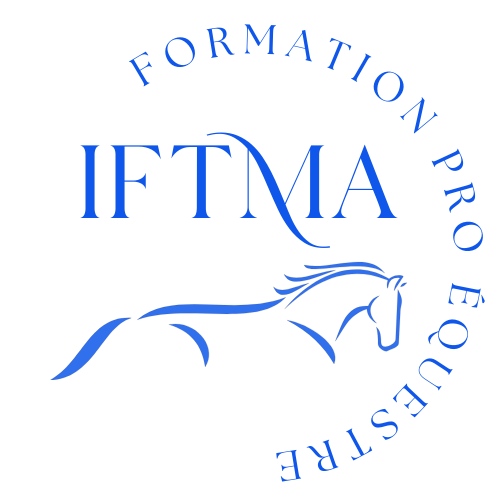 FORMATION PRO ÉQUESTRE
IFTMA